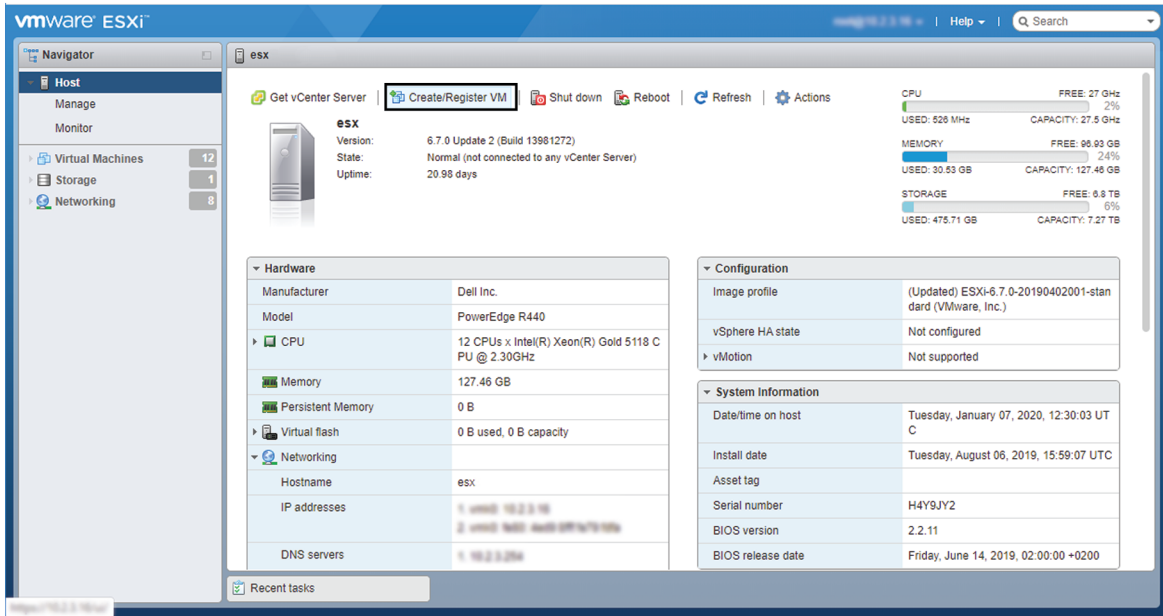 vmware ESXi™
Help
Search
Navigator
Host
Manage
Monitor
Virtual Machines 12
Storage 1
Networking 8
esx
Get vCenter Server
Create/Register VM
Shut down
Reboot
Refresh
Actions
esx
Version: 6.7.0 Update 2 (Build 13981272)
State: Normal (not connected to any vCenter Server)
Uptime: 20.98 days
CPU FREE: 27 GHz
2%
USED: 526 MHz CAPACITY: 27.5 GHz
MEMORY FREE: 96.93 GB
24%
USED: 30.53 GB CAPACITY: 127.46 GB
STORAGE FREE: 6.8 TB
6%
USED: 475.71 GB CAPACITY: 7.27 TB
Hardware
Manufacturer Dell Inc.
Model PowerEdge R440
CPU 12 CPUs x Intel(R) Xeon(R) Gold 5118 C
PU @ 2.30GHz
Memory 127.46 GB
Persistent Memory 0 B
Virtual flash 0 B used, 0 B capacity
Networking
Hostname esx
IP addresses
DNS servers
Configuration
Image profile (Updated) ESXi-6.7.0-20190402001-stan
dard (VMware, Inc.)
vSphere HA state Not configured
vMotion Not supported
System Information
Date/time on host Tuesday, January 07, 2020, 12:30:03 UT
C
Install date Tuesday, August 06, 2019, 15:59:07 UTC
Asset tag
Serial number H4Y9JY2
BIOS version 2.2.11
BIOS release date Friday, June 14, 2019, 02:00:00 +0200
Recent tasks